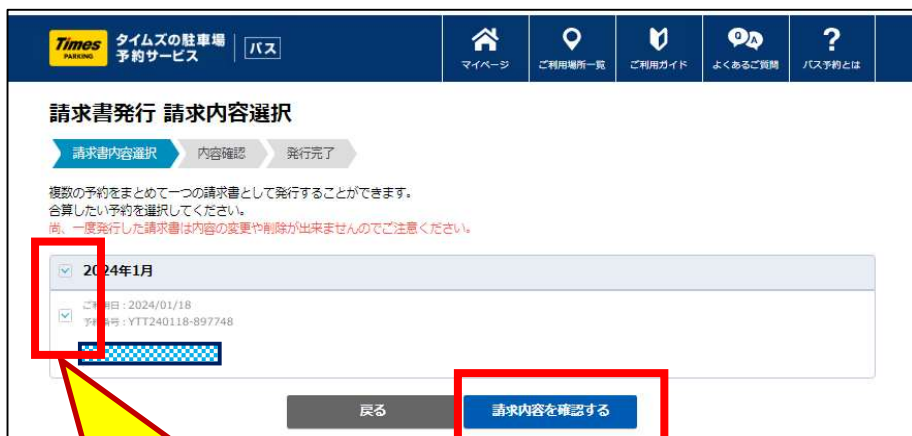 Times PARKING
タイムズの駐車場
予約サービス
バス
マイページ
ご利用場所一覧
ご利用ガイド
Q A
よくあるご質問
?
バス予約とは
請求書発行 請求内容選択
請求書内容選択
内容確認
発行完了
複数の予約をまとめて一つの請求書として発行することができます。
合算したい予約を選択してください。
尚、一度発行した請求書は内容の変更や削除が出来ませんのでご注意ください。
2024年1月
ご利用日 : 2024/01/18
予約番号 : YTT240118-897748
戻る
請求内容を確認する